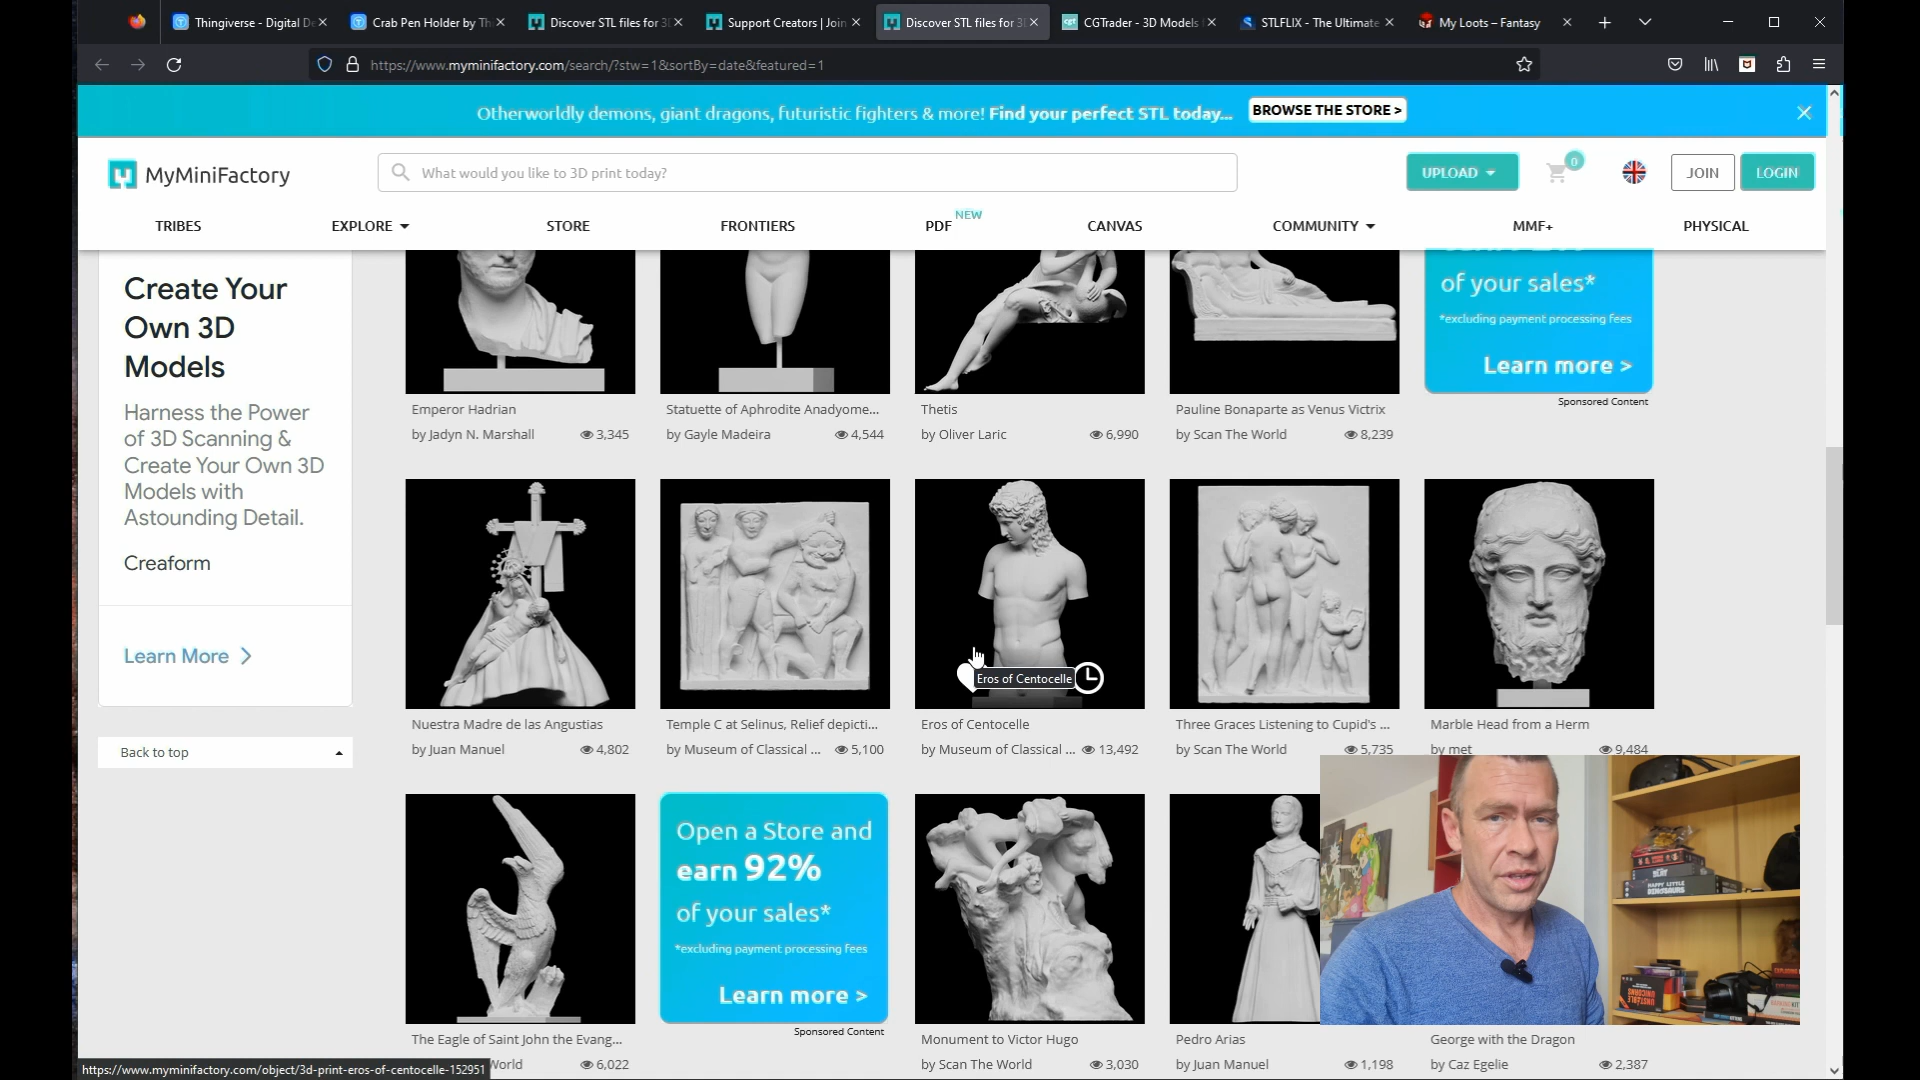 Thingiverse - Digital De
Crab Pen Holder by Th
Discover STL files for 3D
Support Creators | Join
Discover STL files for 3D
CGTrader - 3D Models
STLFLIX - The Ultimate
My Loots – Fantasy
https://www.myminifactory.com/search/?stw=1&sortBy=date&featured=1
Otherworldly demons, giant dragons, futuristic fighters & more! Find your perfect STL today...
BROWSE THE STORE >
MyMiniFactory
What would you like to 3D print today?
UPLOAD
0
JOIN
LOGIN
TRIBES
EXPLORE
STORE
FRONTIERS
PDF
NEW
CANVAS
COMMUNITY
MMF+
PHYSICAL
Create Your
Own 3D
Models
Harness the Power
of 3D Scanning &
Create Your Own 3D
Models with
Astounding Detail.
Creaform
Learn More
Back to top
of your sales*
*excluding payment processing fees
Learn more >
Sponsored Content
Emperor Hadrian
by Jadyn N. Marshall
3,345
Statuette of Aphrodite Anadyome...
by Gayle Madeira
4,544
Thetis
by Oliver Laric
6,990
Pauline Bonaparte as Venus Victrix
by Scan The World
8,239
Eros of Centocelle
Nuestra Madre de las Angustias
by Juan Manuel
4,802
Temple C at Selinus, Relief depicti...
by Museum of Classical ...
5,100
Eros of Centocelle
by Museum of Classical ...
13,492
Three Graces Listening to Cupid's ...
by Scan The World
5,735
Marble Head from a Herm
by met
9,484
Open a Store and
earn 92%
of your sales*
*excluding payment processing fees
Learn more >
Sponsored Content
The Eagle of Saint John the Evang...
World
6,022
Monument to Victor Hugo
by Scan The World
3,030
Pedro Arias
by Juan Manuel
1,198
George with the Dragon
by Caz Egelie
2,387
HAPPY LITTLE
DINOSAURS
UNSTABLE
UNICORNS
https://www.myminifactory.com/object/3d-print-eros-of-centocelle-152951